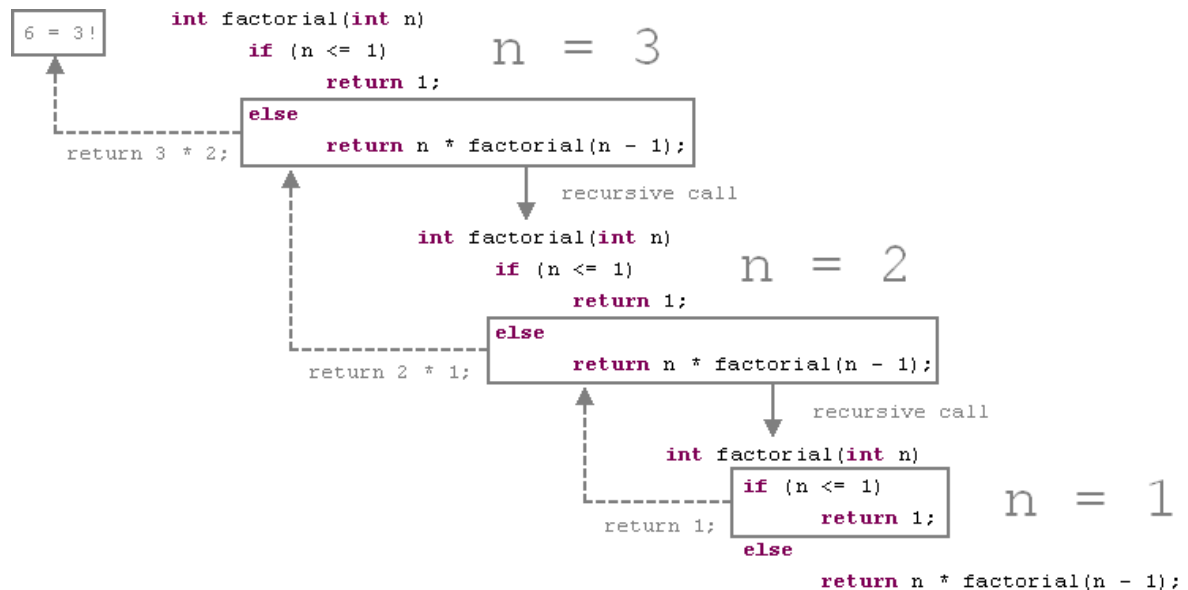 6 = 3!
int factorial(int n)
if (n <= 1)
return 1;
n = 3
else
return n * factorial(n - 1);
return 3 * 2;
recursive call
int factorial(int n)
if (n <= 1)
return 1;
n = 2
else
return n * factorial(n - 1);
return 2 * 1;
recursive call
int factorial(int n)
if (n <= 1)
return 1;
n = 1
return 1;
else
return n * factorial(n - 1);